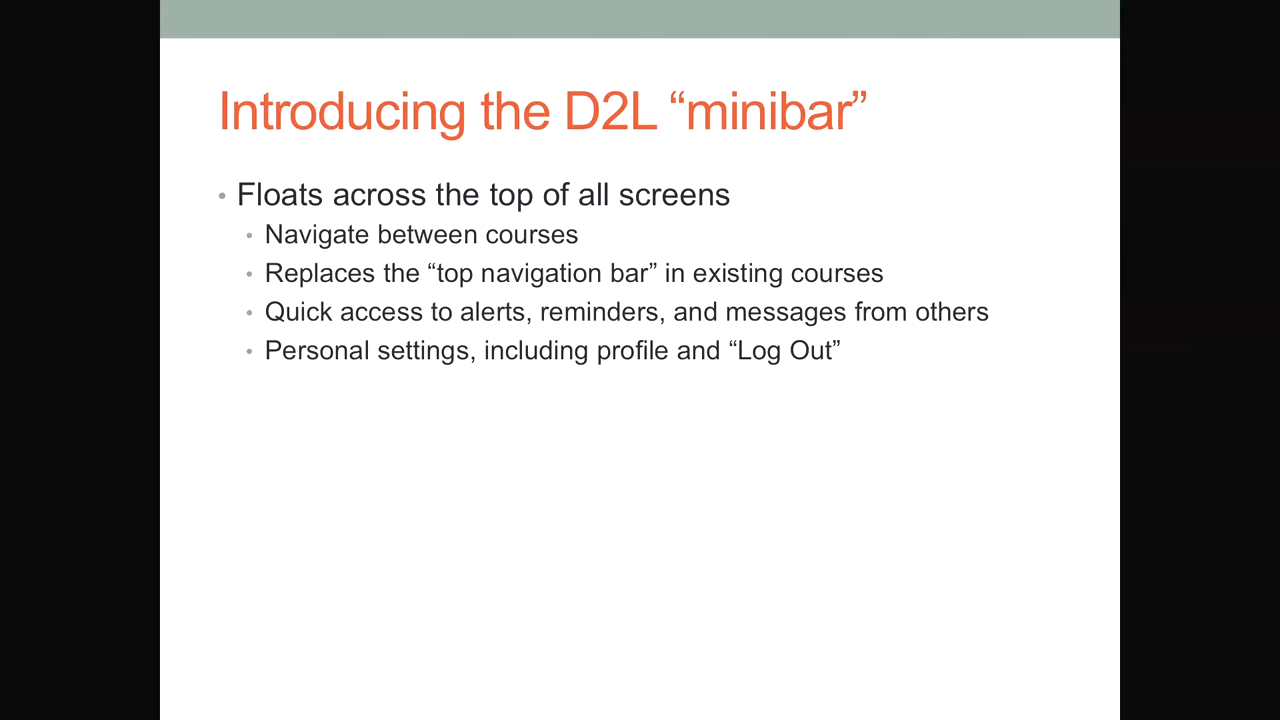 Introducing the D2L “minibar”
• Floats across the top of all screens
• Navigate between courses
• Replaces the “top navigation bar” in existing courses
• Quick access to alerts, reminders, and messages from others
• Personal settings, including profile and “Log Out”